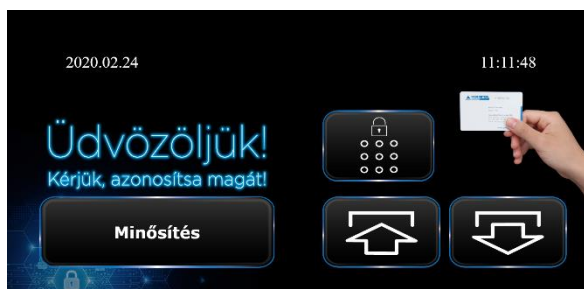 2020.02.24
11:11:48
Üdvözöljük!
Kérjük, azonosítsa magát!
Minősítés